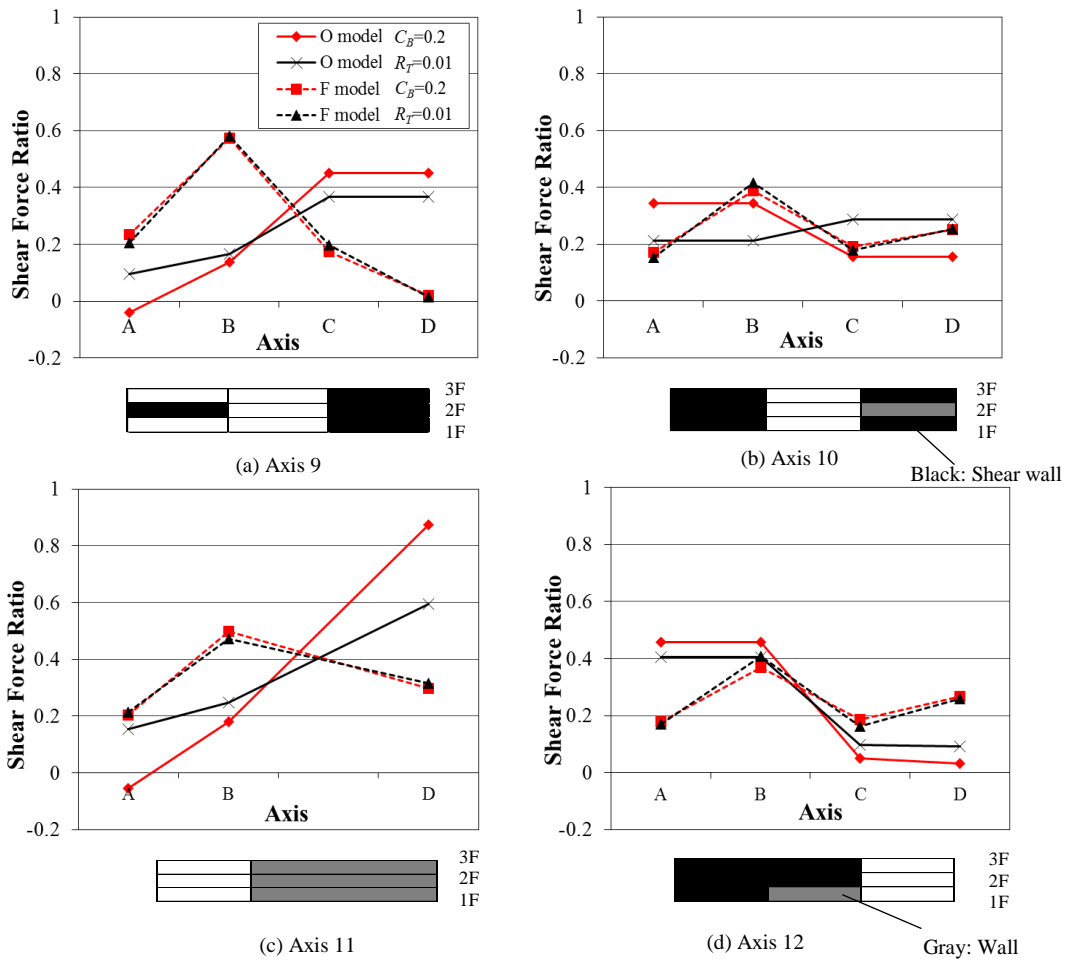 1
0.8
0.6
0.4
0.2
0
-0.2
Shear Force Ratio
O model C_B=0.2
O model R_T=0.01
F model C_B=0.2
F model R_T=0.01
A B C D
Axis
3F
2F
1F
(a) Axis 9
1
0.8
0.6
0.4
0.2
0
-0.2
Shear Force Ratio
A B C D
Axis
3F
2F
1F
(b) Axis 10
Black: Shear wall
1
0.8
0.6
0.4
0.2
0
-0.2
Shear Force Ratio
A B D
Axis
3F
2F
1F
(c) Axis 11
1
0.8
0.6
0.4
0.2
0
-0.2
Shear Force Ratio
A B C D
Axis
3F
2F
1F
(d) Axis 12
Gray: Wall